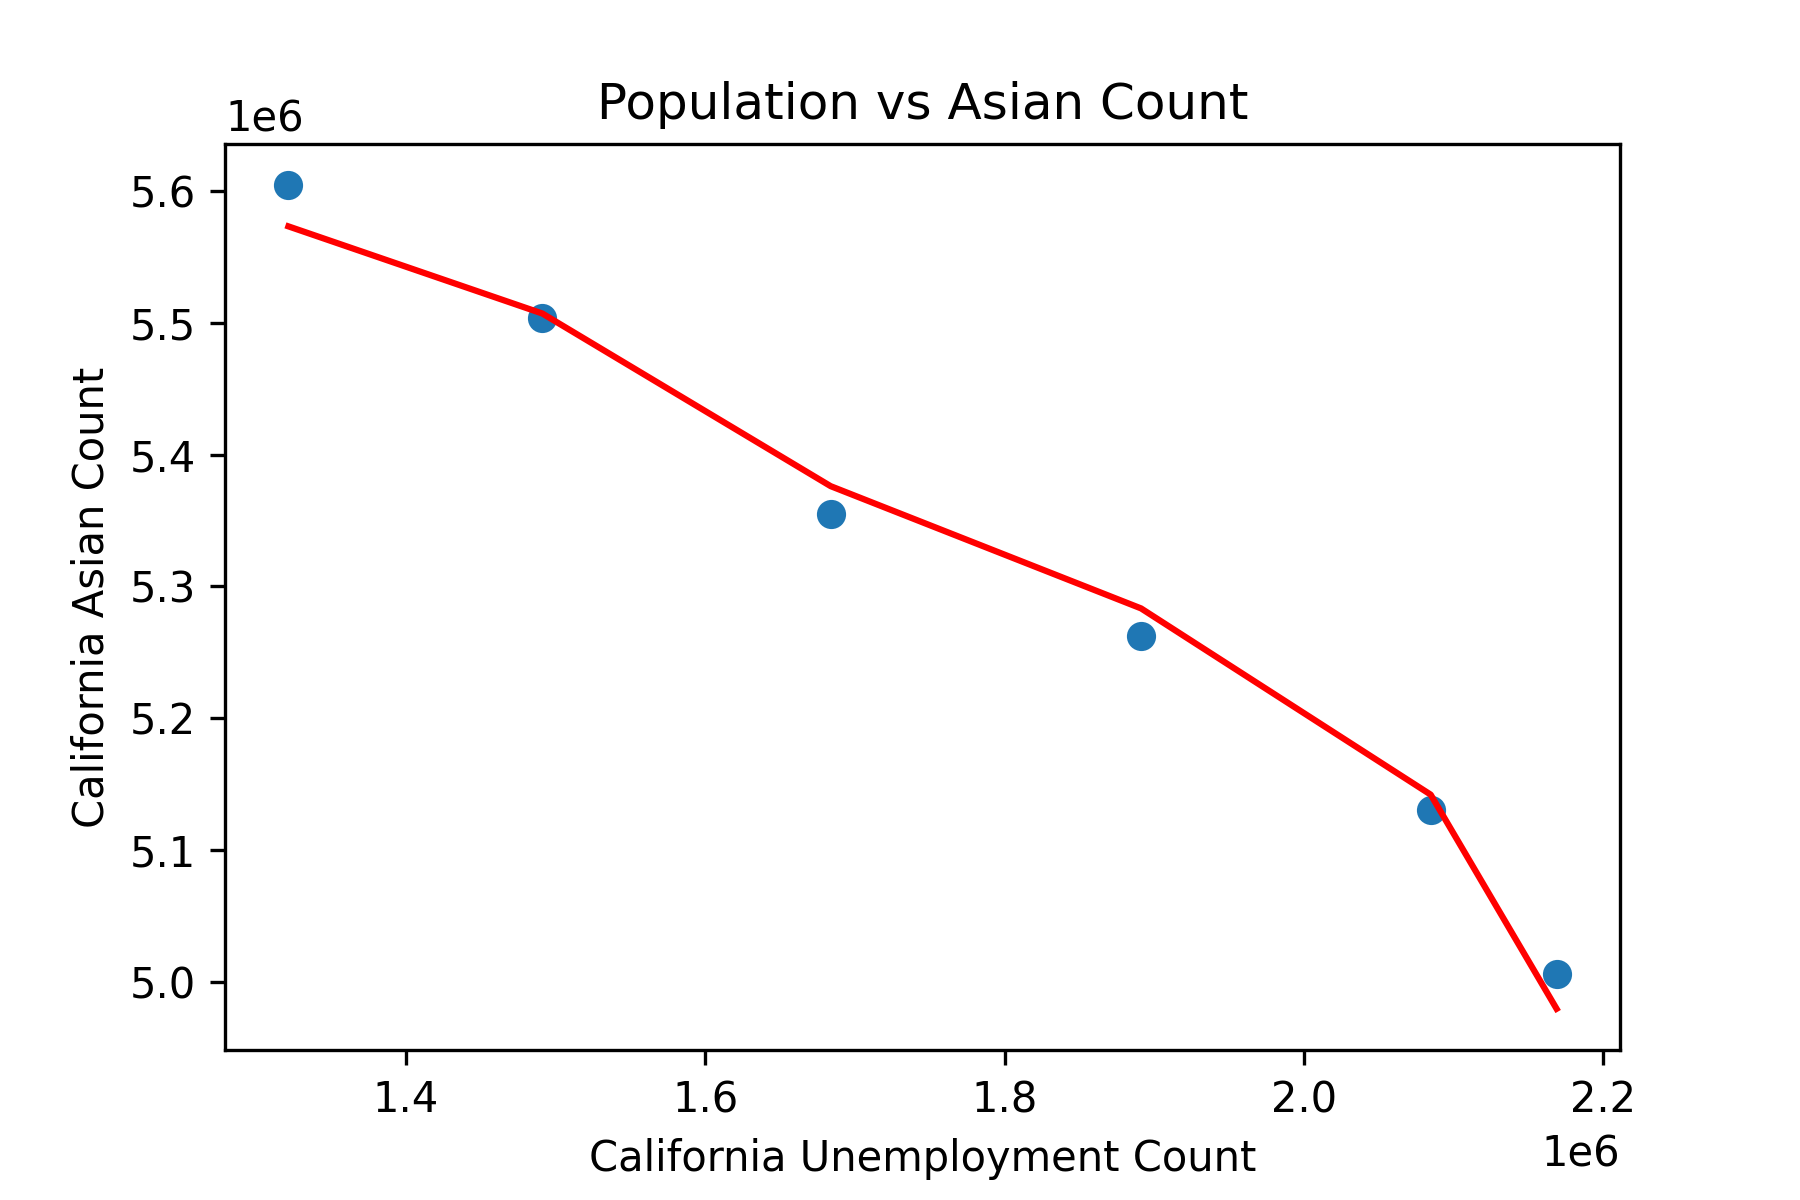 Population vs Asian Count
1e6
5.6
5.5
5.4
5.3
5.2
5.1
5.0
California Asian Count
1.4 1.6 1.8 2.0 2.2
California Unemployment Count
1e6